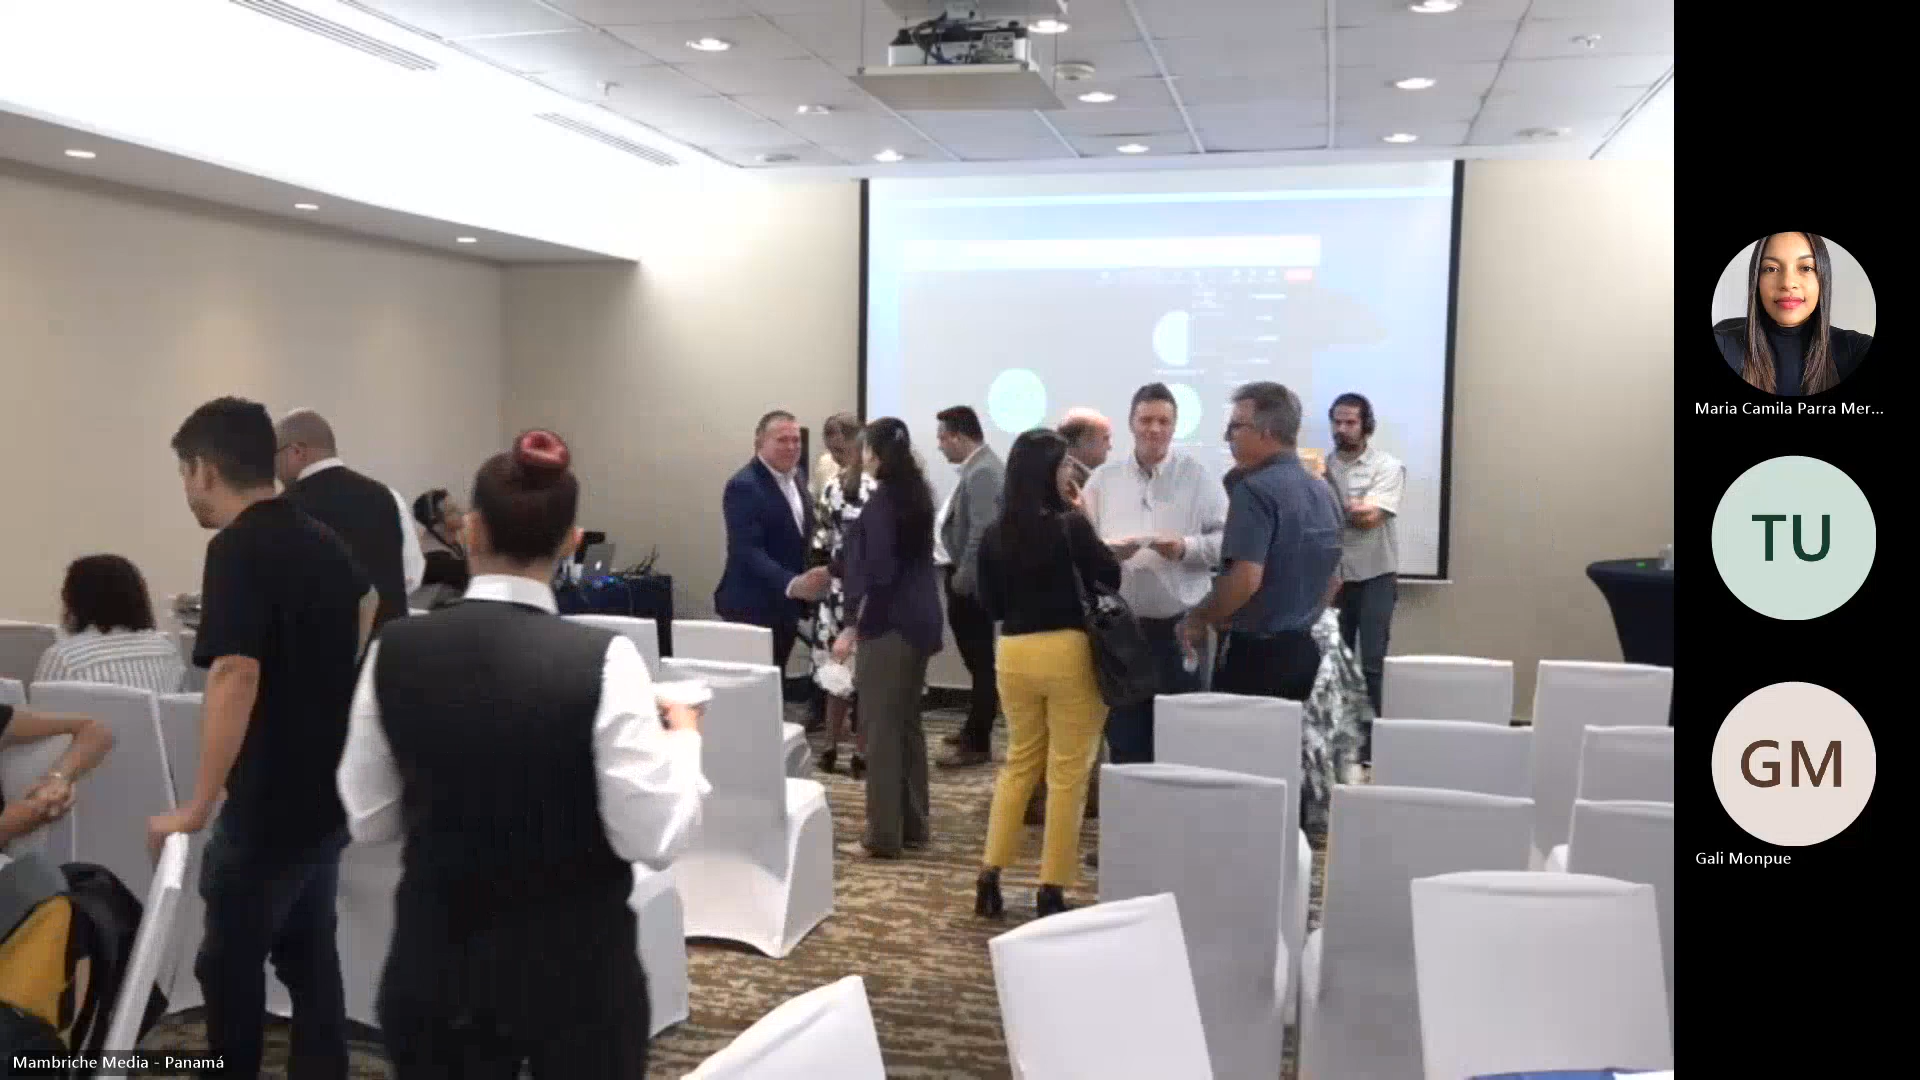 Maria Camila Parra Mer...
TU
GM
Gali Monpue
Mambriche Media - Panamá